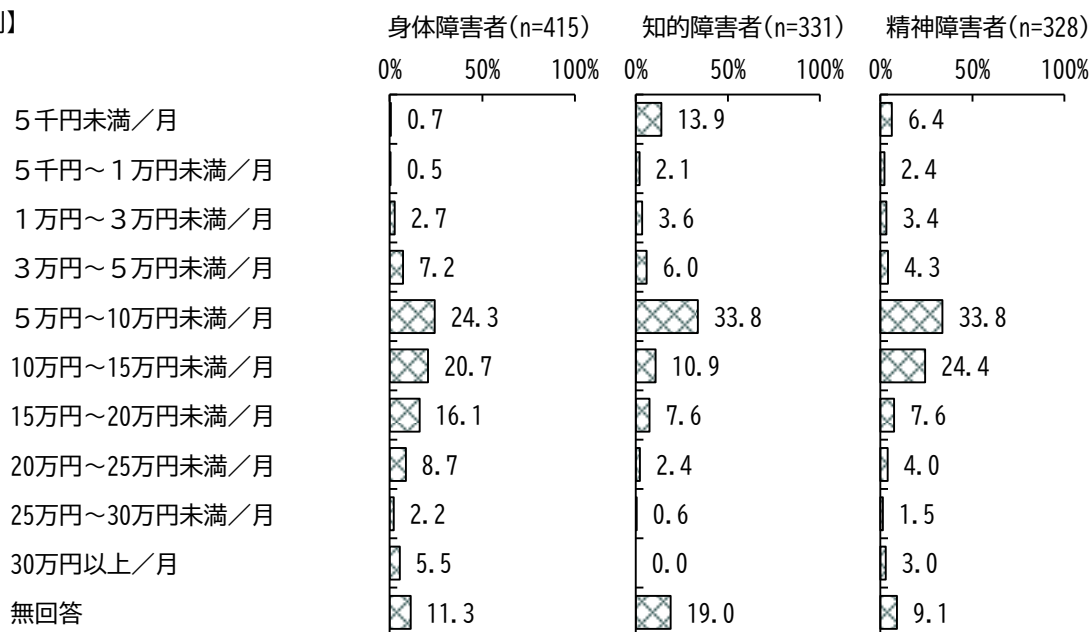 】
身体障害者(n=415) 知的障害者(n=331) 精神障害者(n=328)
0% 50% 100% 0% 50% 100% 0% 50% 100%
５千円未満／月 0.7 13.9 6.4
５千円～１万円未満／月 0.5 2.1 2.4
１万円～３万円未満／月 2.7 3.6 3.4
３万円～５万円未満／月 7.2 6.0 4.3
５万円～10万円未満／月 24.3 33.8 33.8
10万円～15万円未満／月 20.7 10.9 24.4
15万円～20万円未満／月 16.1 7.6 7.6
20万円～25万円未満／月 8.7 2.4 4.0
25万円～30万円未満／月 2.2 0.6 1.5
30万円以上／月 5.5 0.0 3.0
無回答 11.3 19.0 9.1